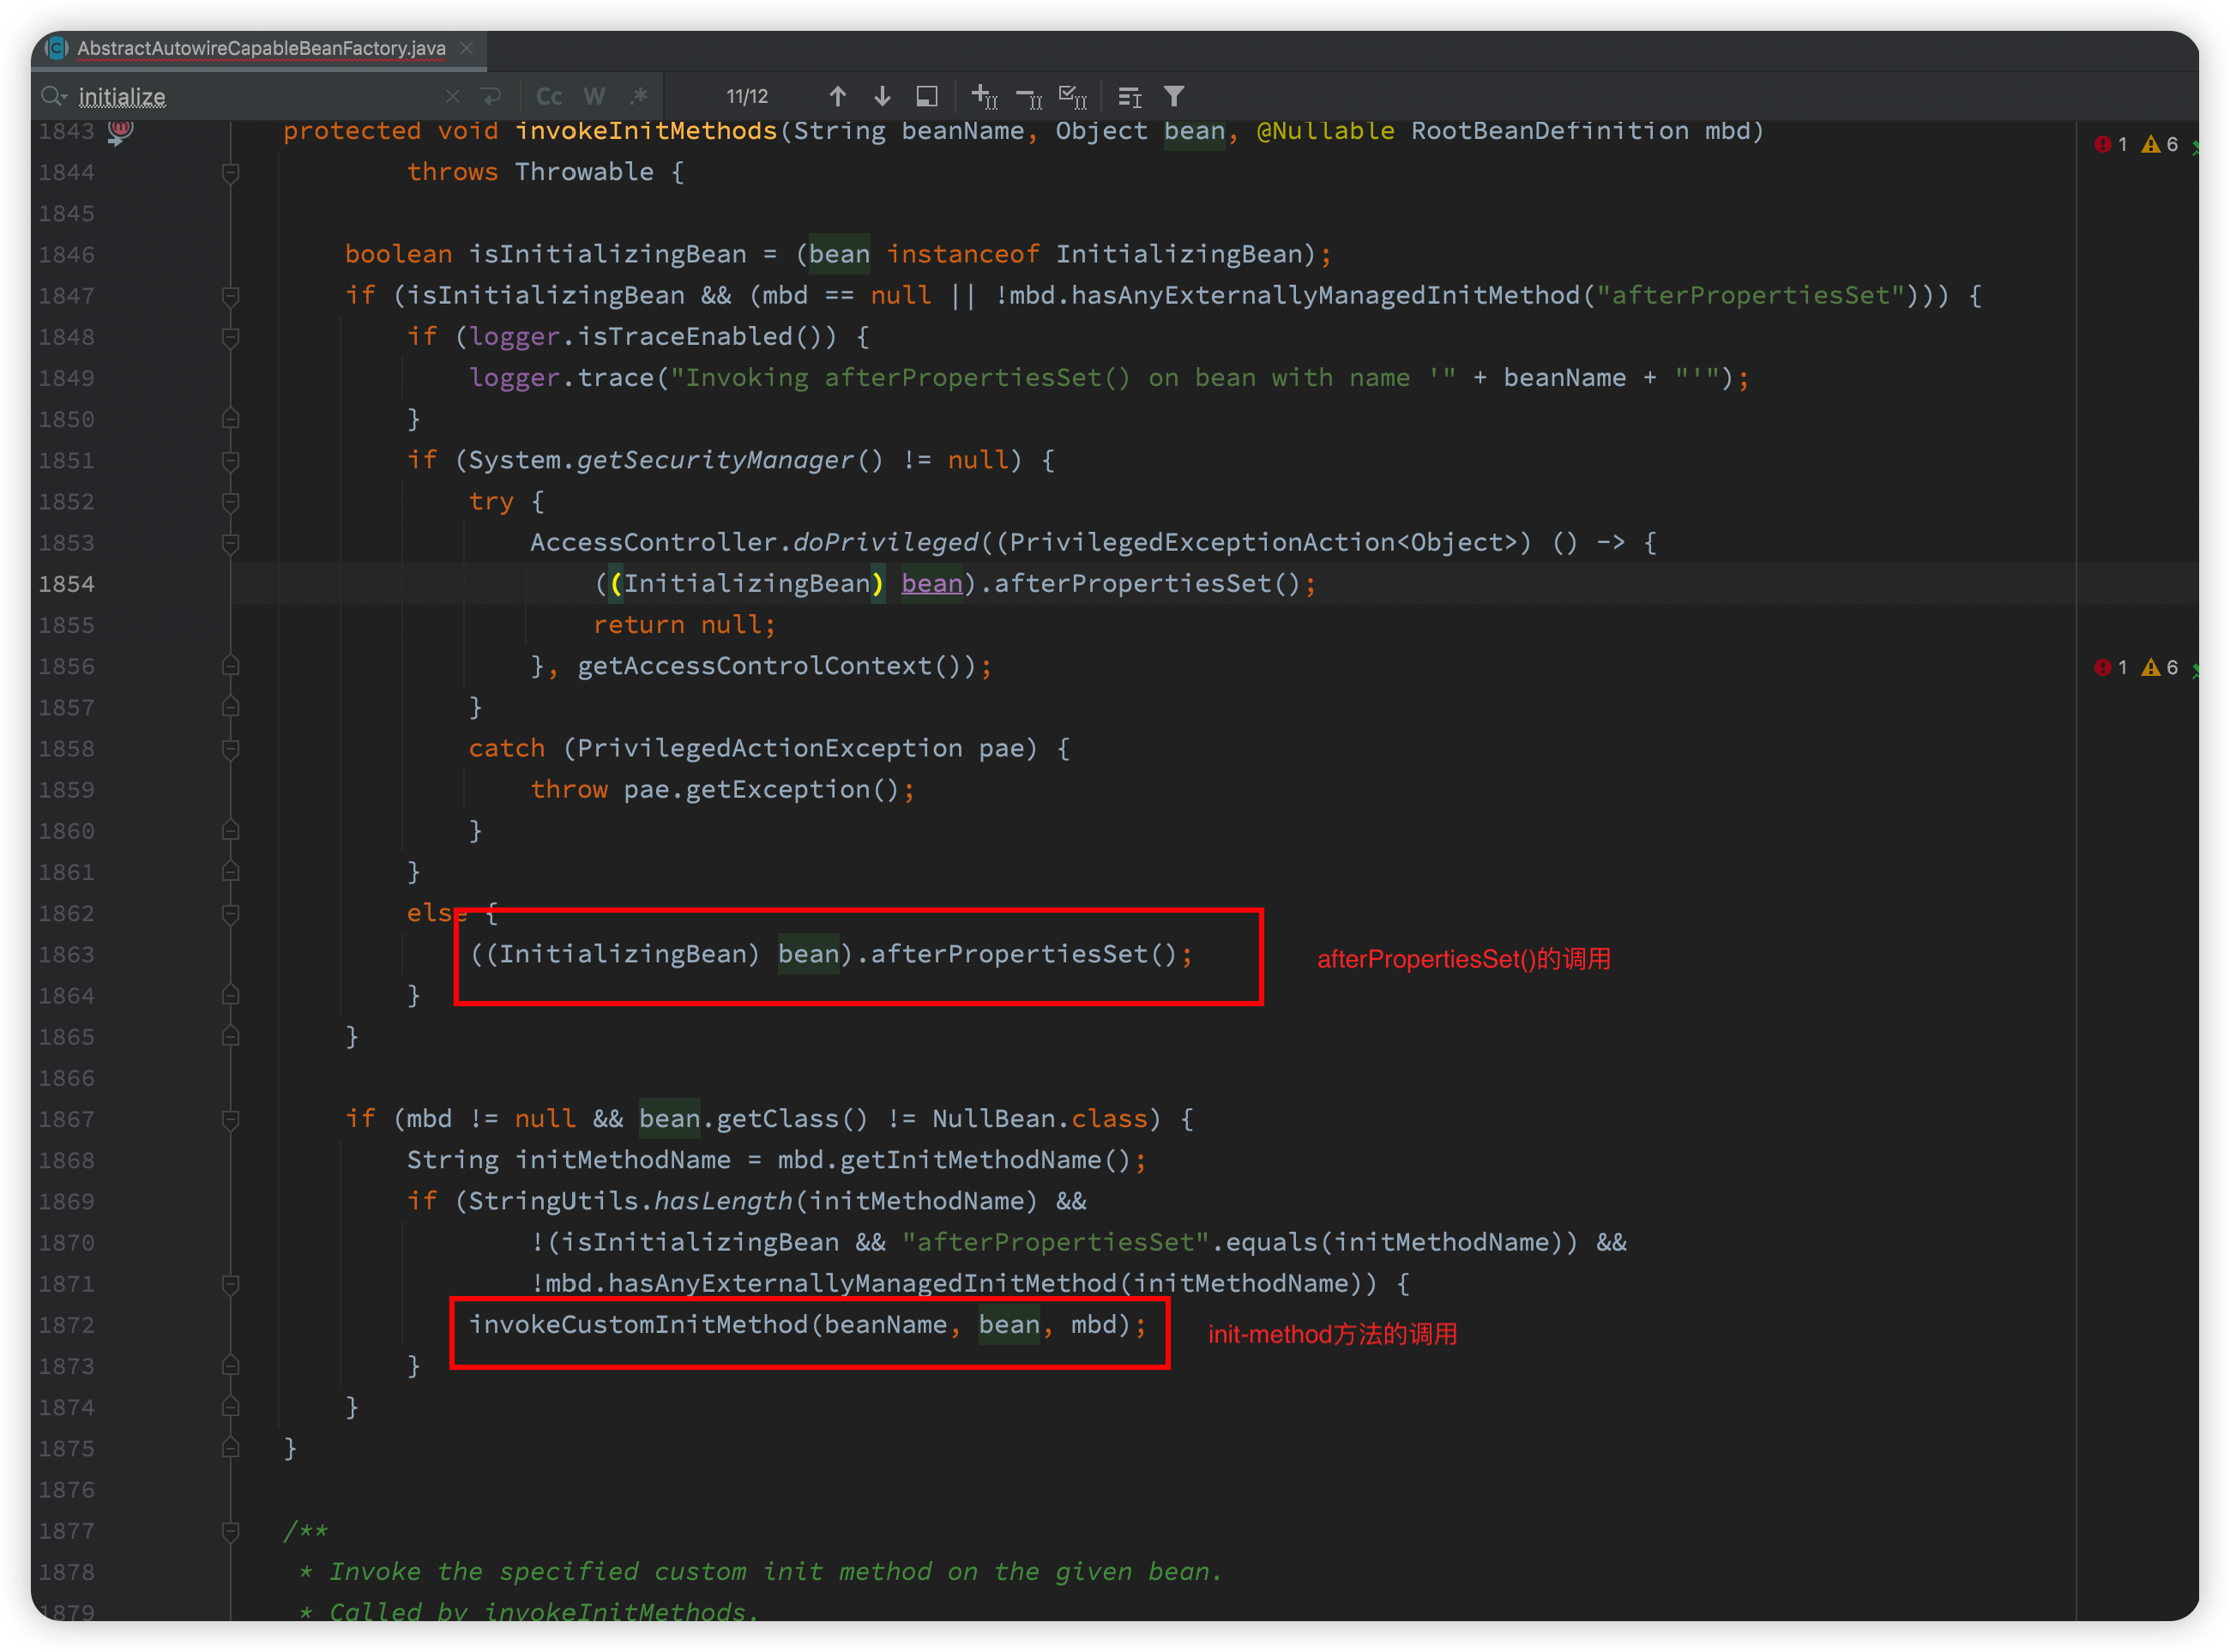 AbstractAutowireCapableBeanFactory.java
initialize
Cc W .* 11/12
1843 protected void invokeInitMethods(String beanName, Object bean, @Nullable RootBeanDefinition mbd)
1 6
1844 throws Throwable {
1845
1846 boolean isInitializingBean = (bean instanceof InitializingBean);
1847 if (isInitializingBean && (mbd == null || !mbd.hasAnyExternallyManagedInitMethod("afterPropertiesSet"))) {
1848 if (logger.isTraceEnabled()) {
1849 logger.trace("Invoking afterPropertiesSet() on bean with name '" + beanName + "'");
1850 }
1851 if (System.getSecurityManager() != null) {
1852 try {
1853 AccessController.doPrivileged((PrivilegedExceptionAction<Object>) () -> {
1854 ((InitializingBean) bean).afterPropertiesSet();
1855 return null;
1856 }, getAccessControlContext());
1 6
1857 }
1858 catch (PrivilegedActionException pae) {
1859 throw pae.getException();
1860 }
1861 }
1862 else {
1863 ((InitializingBean) bean).afterPropertiesSet();
afterPropertiesSet()的调用
1864 }
1865 }
1866
1867 if (mbd != null && bean.getClass() != NullBean.class) {
1868 String initMethodName = mbd.getInitMethodName();
1869 if (StringUtils.hasLength(initMethodName) &&
1870 !(isInitializingBean && "afterPropertiesSet".equals(initMethodName)) &&
1871 !mbd.hasAnyExternallyManagedInitMethod(initMethodName)) {
1872 invokeCustomInitMethod(beanName, bean, mbd);
init-method方法的调用
1873 }
1874 }
1875 }
1876
1877 /**
1878 * Invoke the specified custom init method on the given bean.
1879 * Called by invokeInitMethods.